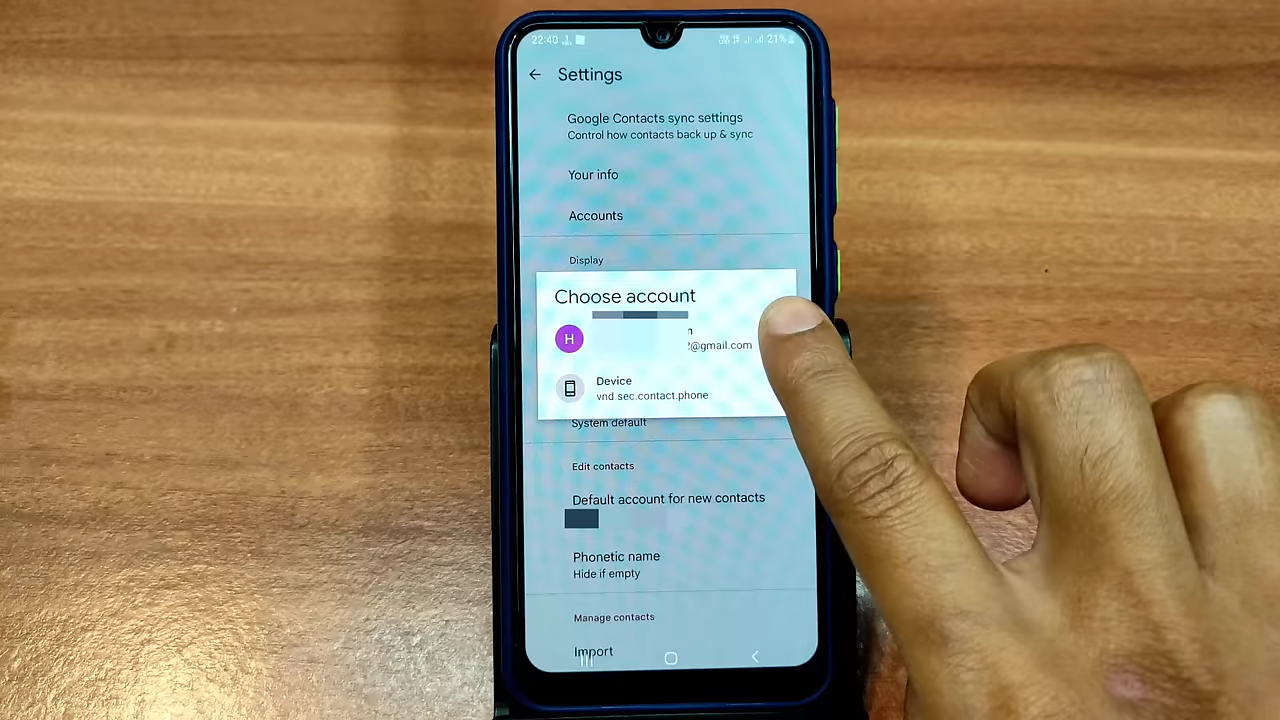 22:40
21%
Settings
Google Contacts sync settings
Control how contacts back up & sync
Your info
Accounts
Display
Choose account
H
@gmail.com
Device
vnd.sec.contact.phone
System default
Edit contacts
Default account for new contacts
Phonetic name
Hide if empty
Manage contacts
Import